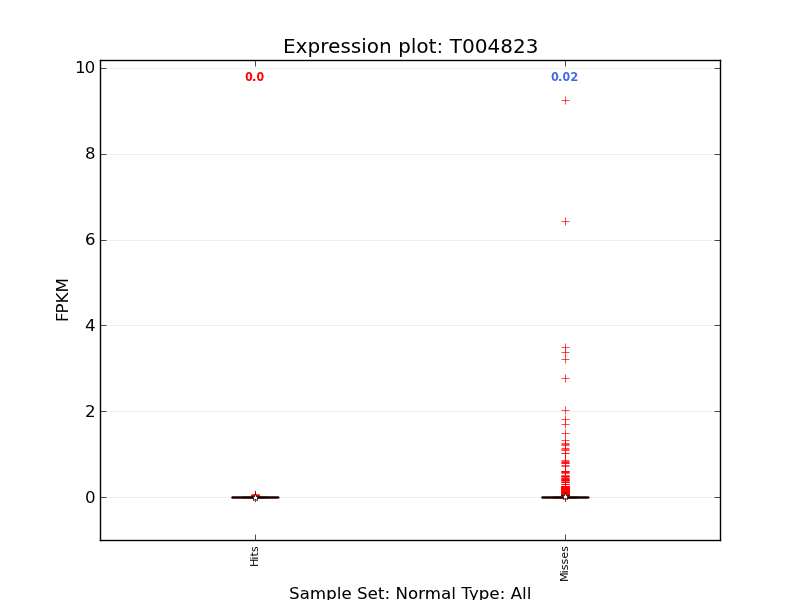 Expression plot: T004823
10
0.0
0.02
8
6
4
2
0
FPKM
Hits
Misses
Sample Set: Normal Type: All